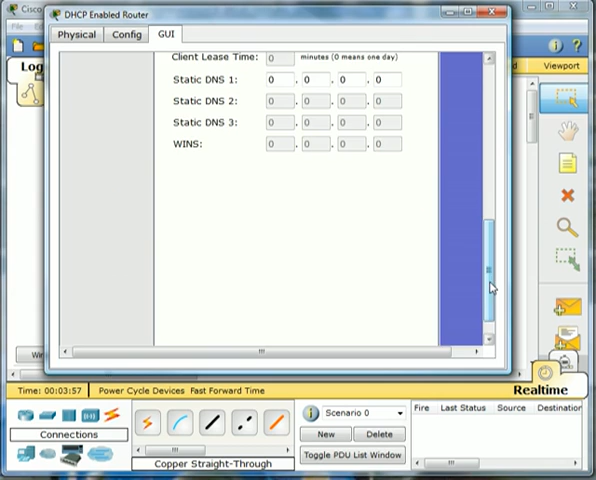 Cisco
DHCP Enabled Router
Physical Config GUI
Log
Viewport
Client Lease Time: 0 minutes (0 means one day)
Static DNS 1: 0 . 0 . 0 . 0
Static DNS 2: 0 . 0 . 0 . 0
Static DNS 3: 0 . 0 . 0 . 0
WINS: 0 . 0 . 0 . 0
Time: 00:03:57 Power Cycle Devices Fast Forward Time
Realtime
Connections
Copper Straight-Through
Scenario 0
New Delete
Toggle PDU List Window
Fire Last Status Source Destination